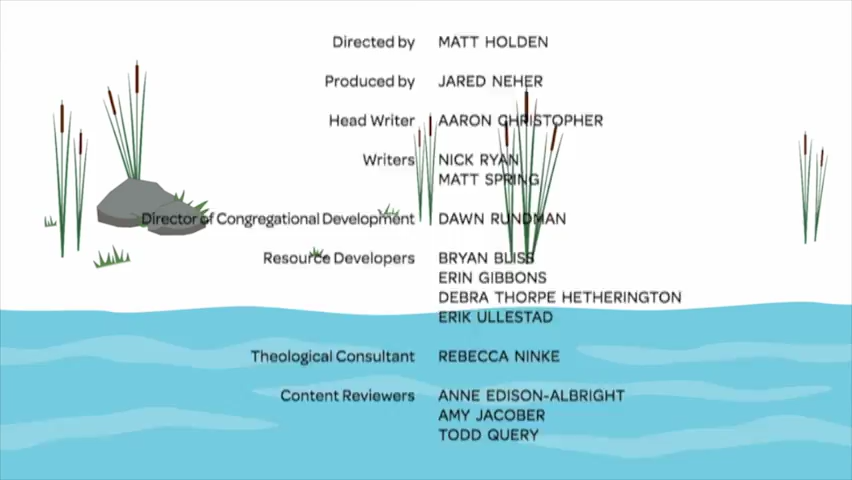 Directed by MATT HOLDEN
Produced by JARED NEHER
Head Writer AARON CHRISTOPHER
Writers NICK RYAN
MATT SPRING
Director of Congregational Development DAWN RUNDMAN
Resource Developers BRYAN BLISS
ERIN GIBBONS
DEBRA THORPE HETHERINGTON
ERIK ULLESTAD
Theological Consultant REBECCA NINKE
Content Reviewers ANNE EDISON-ALBRIGHT
AMY JACOBER
TODD QUERY